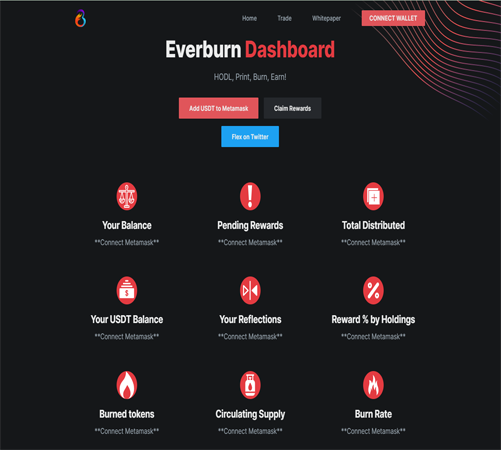 Home Trade Whitepaper CONNECT WALLET
Everburn Dashboard
HODL, Print, Burn, Earn!
Add USDT to Metamask Claim Rewards
Flex on Twitter
Your Balance Pending Rewards Total Distributed
**Connect Metamask** **Connect Metamask** **Connect Metamask**
$
Your USDT Balance Your Reflections Reward % by Holdings
**Connect Metamask** **Connect Metamask** **Connect Metamask**
Burned tokens Circulating Supply Burn Rate
**Connect Metamask** **Connect Metamask** **Connect Metamask**